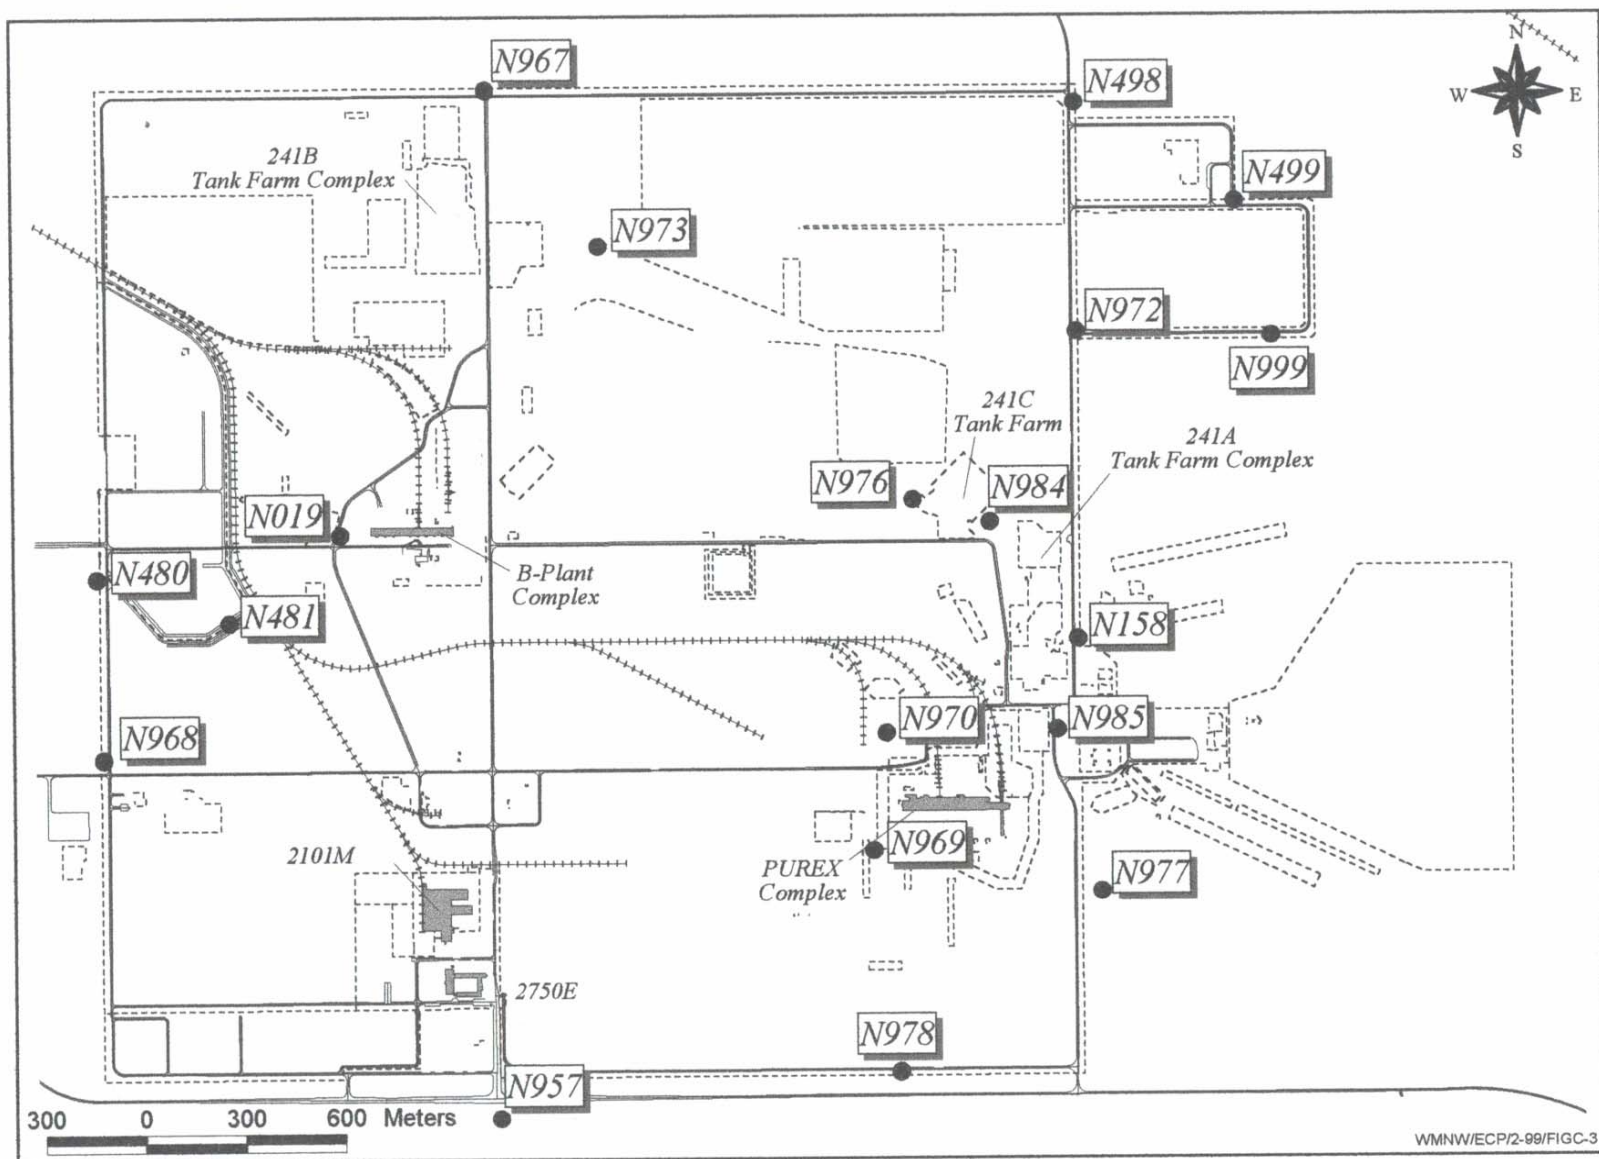 N967
N
N498
W
E
S
241B
Tank Farm Complex
N499
N973
N972
N999
241C
Tank Farm
241A
Tank Farm Complex
N976
N984
N019
N480
B-Plant
Complex
N481
N158
N968
N970
N985
2101M
N969
PUREX
Complex
N977
2750E
N978
N957
300 0 300 600 Meters
WMNW/ECP/2-99/FIGC-3